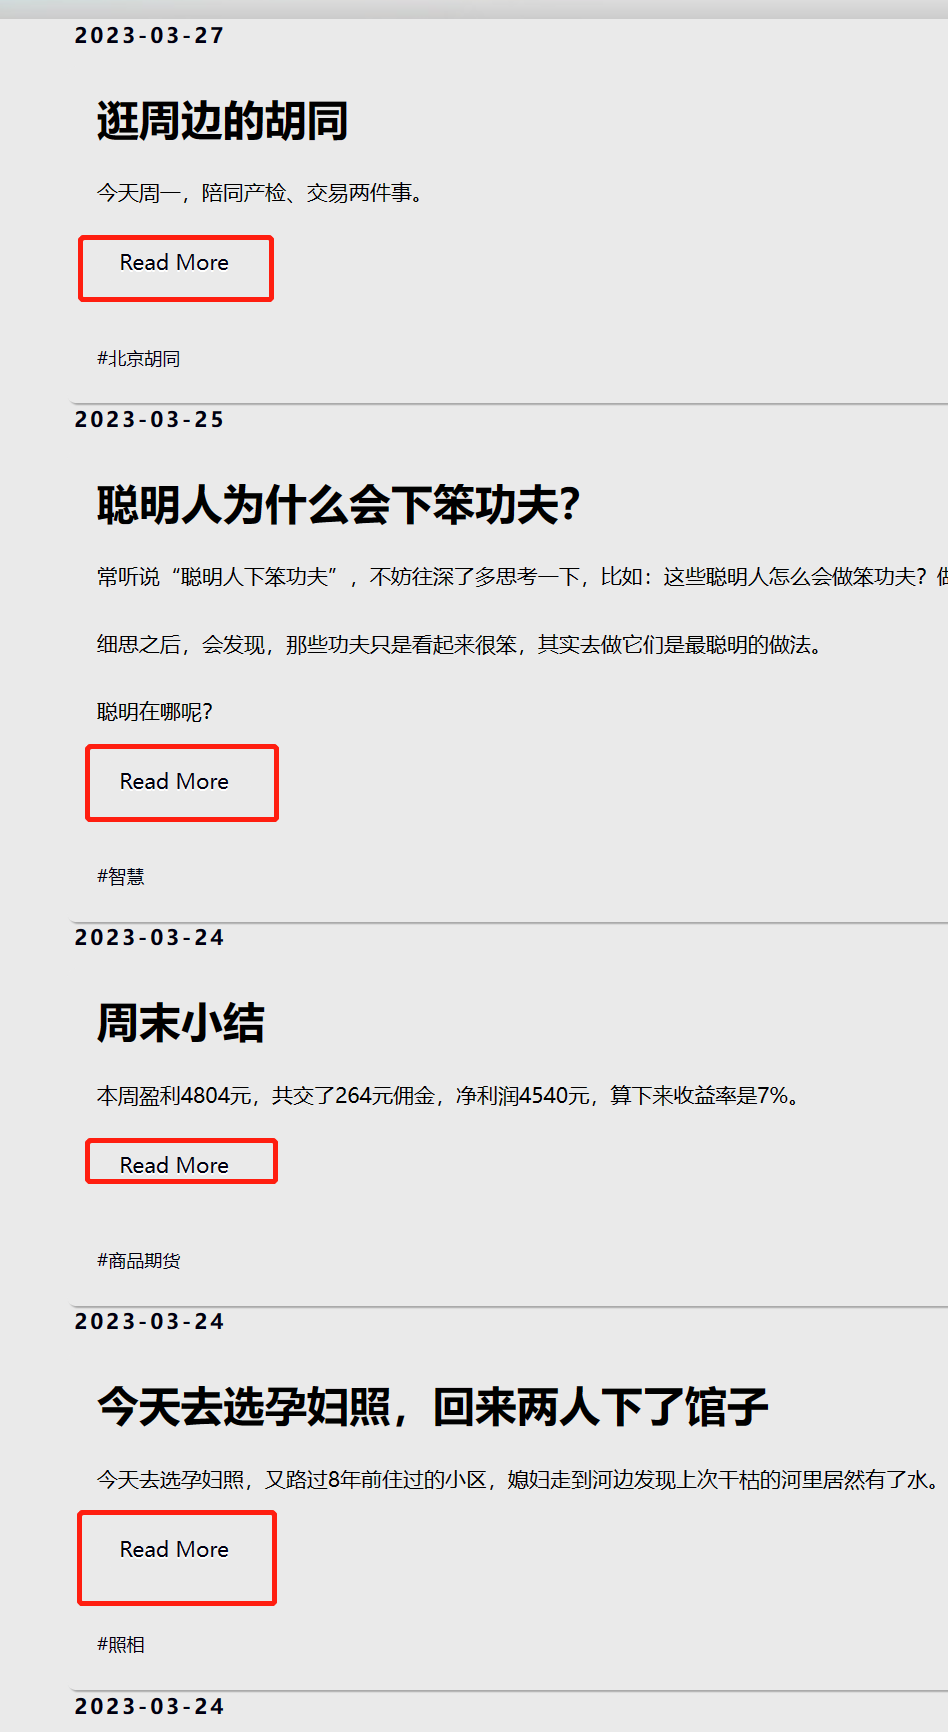 2023-03-27
逛周边的胡同
今天周一，陪同产检、交易两件事。
Read More
#北京胡同
2023-03-25
聪明人为什么会下笨功夫？
常听说“聪明人下笨功夫”，不妨往深了多思考一下，比如：这些聪明人怎么会做笨功夫？做
细思之后，会发现，那些功夫只是看起来很笨，其实去做它们是最聪明的做法。
聪明在哪呢？
Read More
#智慧
2023-03-24
周末小结
本周盈利4804元，共交了264元佣金，净利润4540元，算下来收益率是7%。
Read More
#商品期货
2023-03-24
今天去选孕妇照，回来两人下了馆子
今天去选孕妇照，又路过8年前住过的小区，媳妇走到河边发现上次干枯的河里居然有了水。
Read More
#照相
2023-03-24